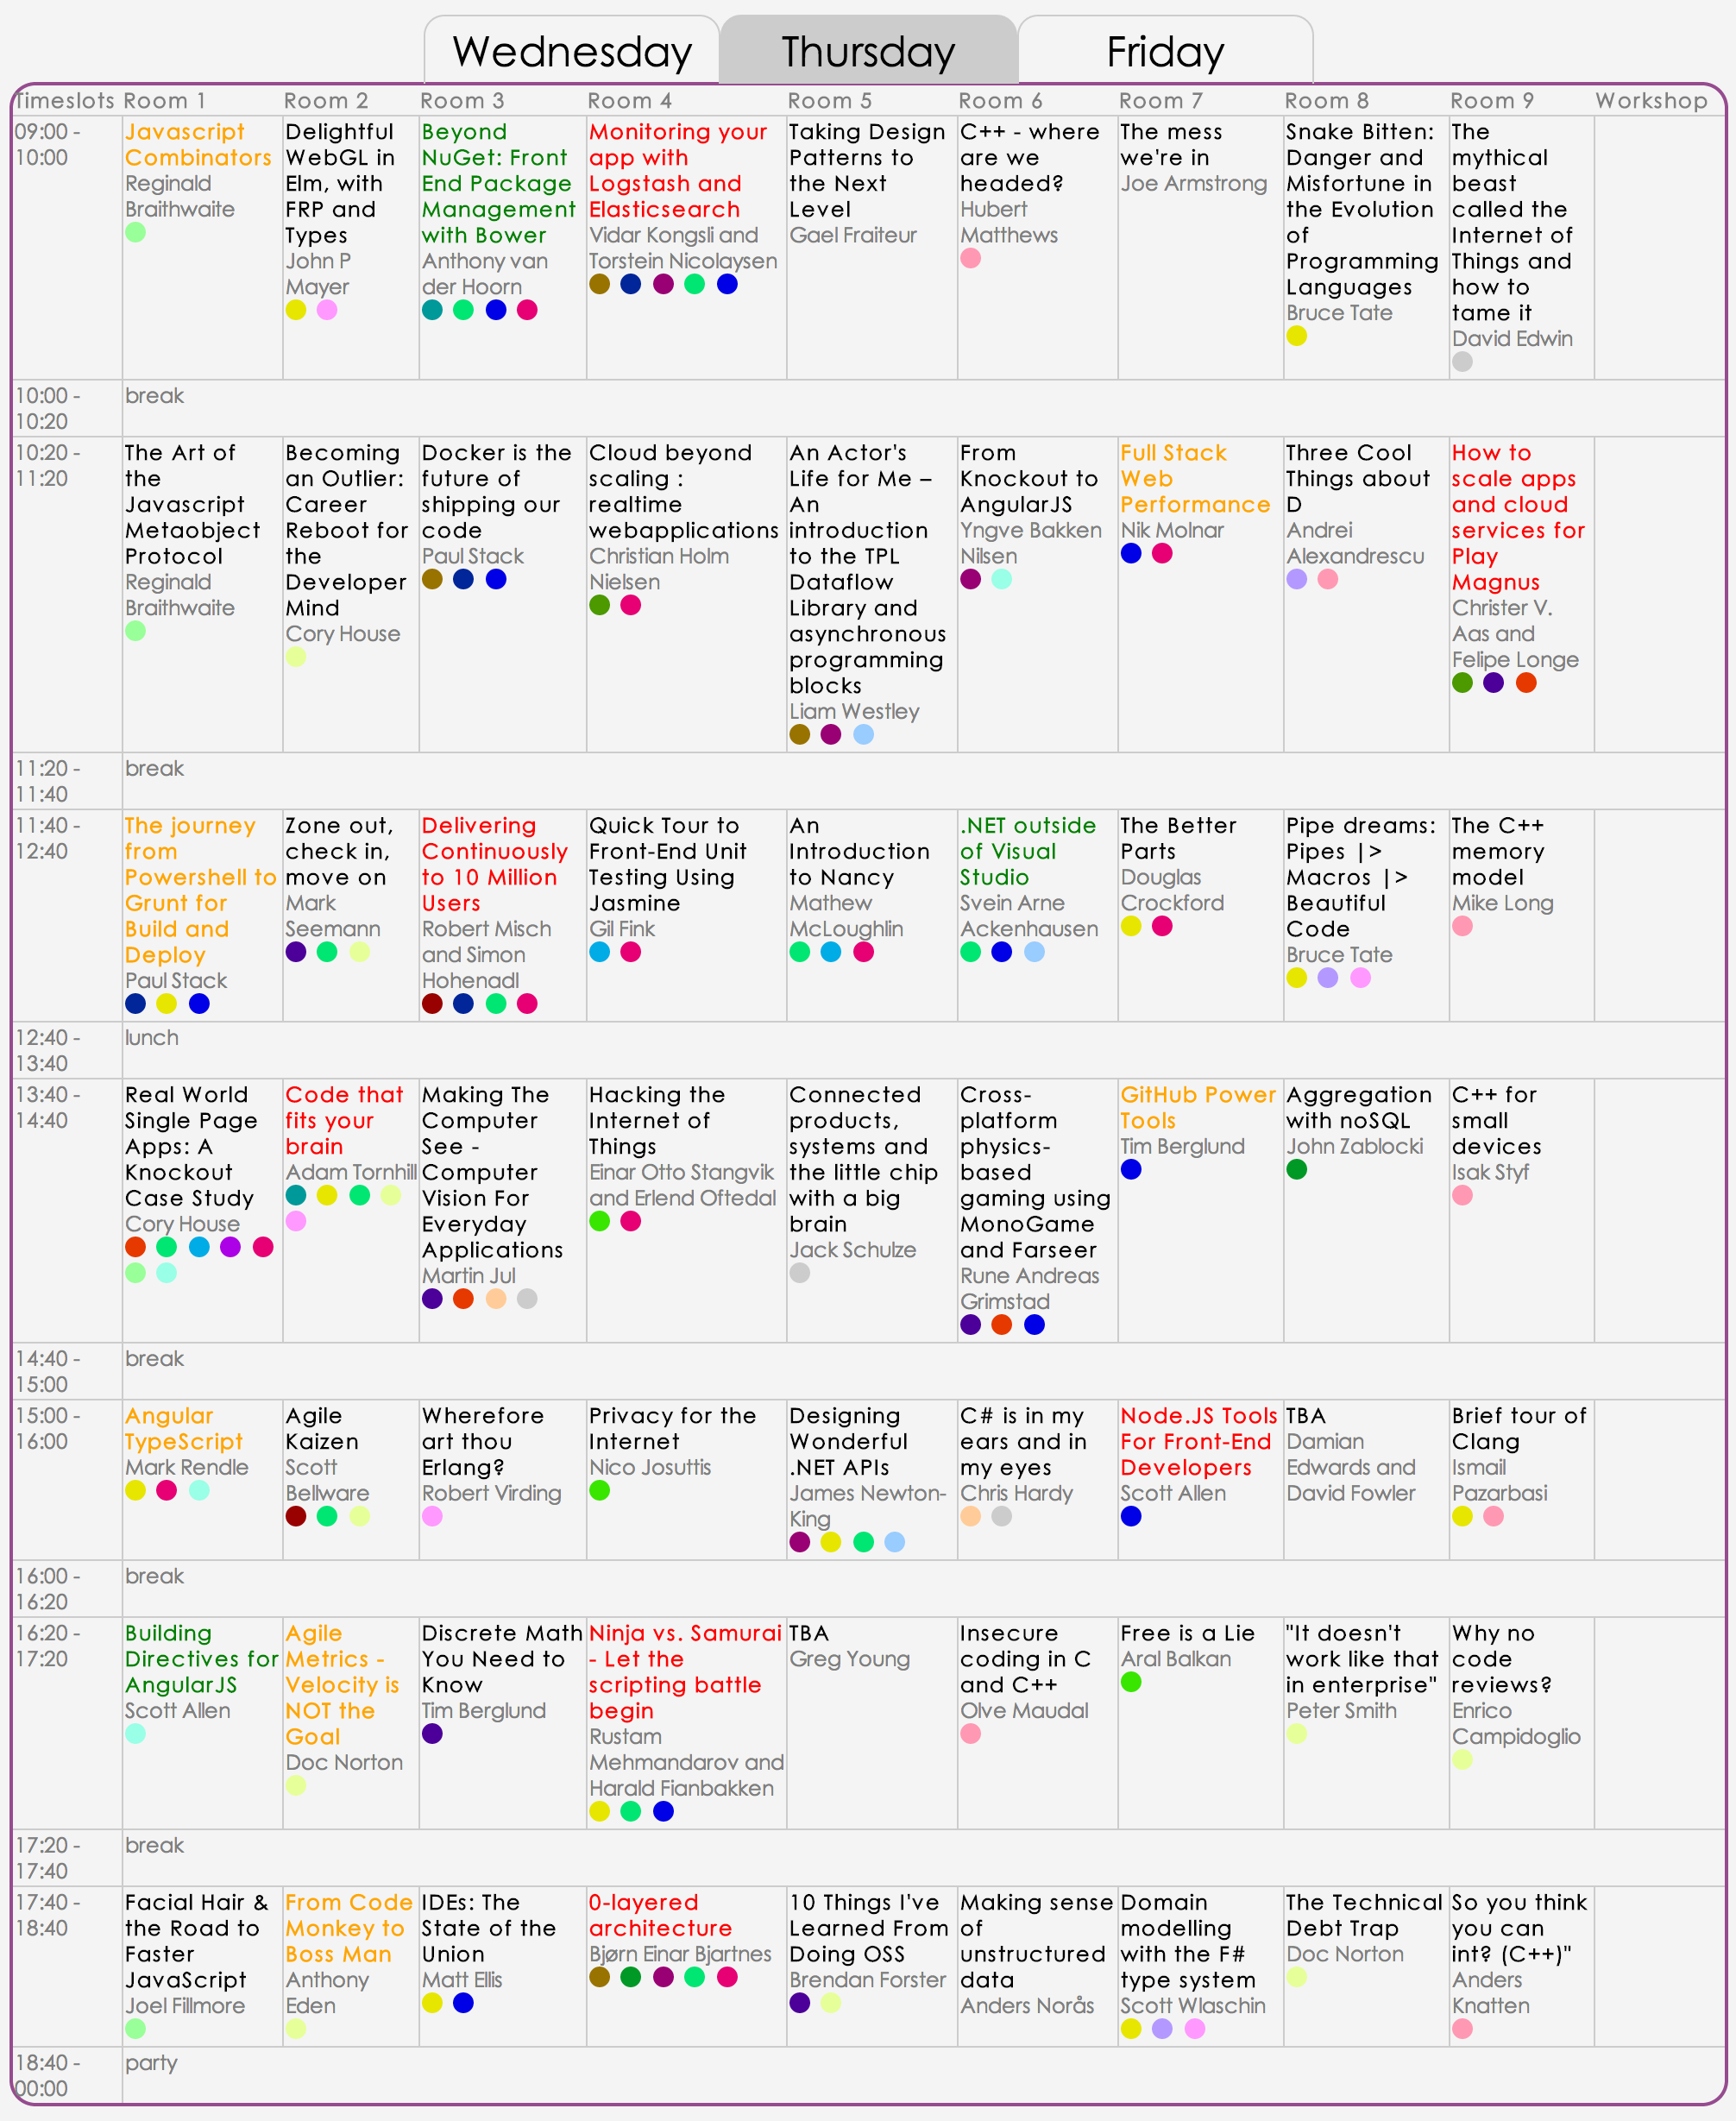 Wednesday
Thursday
Friday
Timeslots
Room 1
Room 2
Room 3
Room 4
Room 5
Room 6
Room 7
Room 8
Room 9
Workshop
09:00 -
10:00
Javascript
Combinators
Reginald
Braithwaite
Delightful
WebGL in
Elm, with
FRP and
Types
John P
Mayer
Beyond
NuGet: Front
End Package
Management
with Bower
Anthony van
der Hoorn
Monitoring your
app with
Logstash and
Elasticsearch
Vidar Kongsli and
Torstein Nicolaysen
Taking Design
Patterns to
the Next
Level
Gael Fraiteur
C++ - where
are we
headed?
Hubert
Matthews
The mess
we're in
Joe Armstrong
Snake Bitten:
Danger and
Misfortune in
the Evolution
of
Programming
Languages
Bruce Tate
The
mythical
beast
called the
Internet of
Things and
how to
tame it
David Edwin
10:00 -
10:20
break
10:20 -
11:20
The Art of
the
Javascript
Metaobject
Protocol
Reginald
Braithwaite
Becoming
an Outlier:
Career
Reboot for
the
Developer
Mind
Cory House
Docker is the
future of
shipping our
code
Paul Stack
Cloud beyond
scaling :
realtime
webapplications
Christian Holm
Nielsen
An Actor's
Life for Me –
An
introduction
to the TPL
Dataflow
Library and
asynchronous
programming
blocks
Liam Westley
From
Knockout to
AngularJS
Yngve Bakken
Nilsen
Full Stack
Web
Performance
Nik Molnar
Three Cool
Things about
D
Andrei
Alexandrescu
How to
scale apps
and cloud
services for
Play
Magnus
Christer V.
Aas and
Felipe Longe
11:20 -
11:40
break
11:40 -
12:40
The journey
from
Powershell to
Grunt for
Build and
Deploy
Paul Stack
Zone out,
check in,
move on
Mark
Seemann
Delivering
Continuously
to 10 Million
Users
Robert Misch
and Simon
Hohenadl
Quick Tour to
Front-End Unit
Testing Using
Jasmine
Gil Fink
An
Introduction
to Nancy
Mathew
McLoughlin
.NET outside
of Visual
Studio
Svein Arne
Ackenhausen
The Better
Parts
Douglas
Crockford
Pipe dreams:
Pipes |>
Macros |>
Beautiful
Code
Bruce Tate
The C++
memory
model
Mike Long
12:40 -
13:40
lunch
13:40 -
14:40
Real World
Single Page
Apps: A
Knockout
Case Study
Cory House
Code that
fits your
brain
Adam Tornhill
Making The
Computer
See -
Computer
Vision For
Everyday
Applications
Martin Jul
Hacking the
Internet of
Things
Einar Otto Stangvik
and Erlend Oftedal
Connected
products,
systems and
the little chip
with a big
brain
Jack Schulze
Cross-
platform
physics-
based
gaming using
MonoGame
and Farseer
Rune Andreas
Grimstad
GitHub Power
Tools
Tim Berglund
Aggregation
with noSQL
John Zablocki
C++ for
small
devices
Isak Styf
14:40 -
15:00
break
15:00 -
16:00
Angular
TypeScript
Mark Rendle
Agile
Kaizen
Scott
Bellware
Wherefore
art thou
Erlang?
Robert Virding
Privacy for the
Internet
Nico Josuttis
Designing
Wonderful
.NET APIs
James Newton-
King
C# is in my
ears and in
my eyes
Chris Hardy
Node.JS Tools
For Front-End
Developers
Scott Allen
TBA
Damian
Edwards and
David Fowler
Brief tour of
Clang
Ismail
Pazarbasi
16:00 -
16:20
break
16:20 -
17:20
Building
Directives for
AngularJS
Scott Allen
Agile
Metrics -
Velocity is
NOT the
Goal
Doc Norton
Discrete Math
You Need to
Know
Tim Berglund
Ninja vs. Samurai
- Let the
scripting battle
begin
Rustam
Mehmandarov and
Harald Fianbakken
TBA
Greg Young
Insecure
coding in C
and C++
Olve Maudal
Free is a Lie
Aral Balkan
"It doesn't
work like that
in enterprise"
Peter Smith
Why no
code
reviews?
Enrico
Campidoglio
17:20 -
17:40
break
17:40 -
18:40
Facial Hair &
the Road to
Faster
JavaScript
Joel Fillmore
From Code
Monkey to
Boss Man
Anthony
Eden
IDEs: The
State of the
Union
Matt Ellis
0-layered
architecture
Bjørn Einar Bjartnes
10 Things I've
Learned From
Doing OSS
Brendan Forster
Making sense
of
unstructured
data
Anders Norås
Domain
modelling
with the F#
type system
Scott Wlaschin
The Technical
Debt Trap
Doc Norton
So you think
you can
int? (C++)"
Anders
Knatten
18:40 -
00:00
party